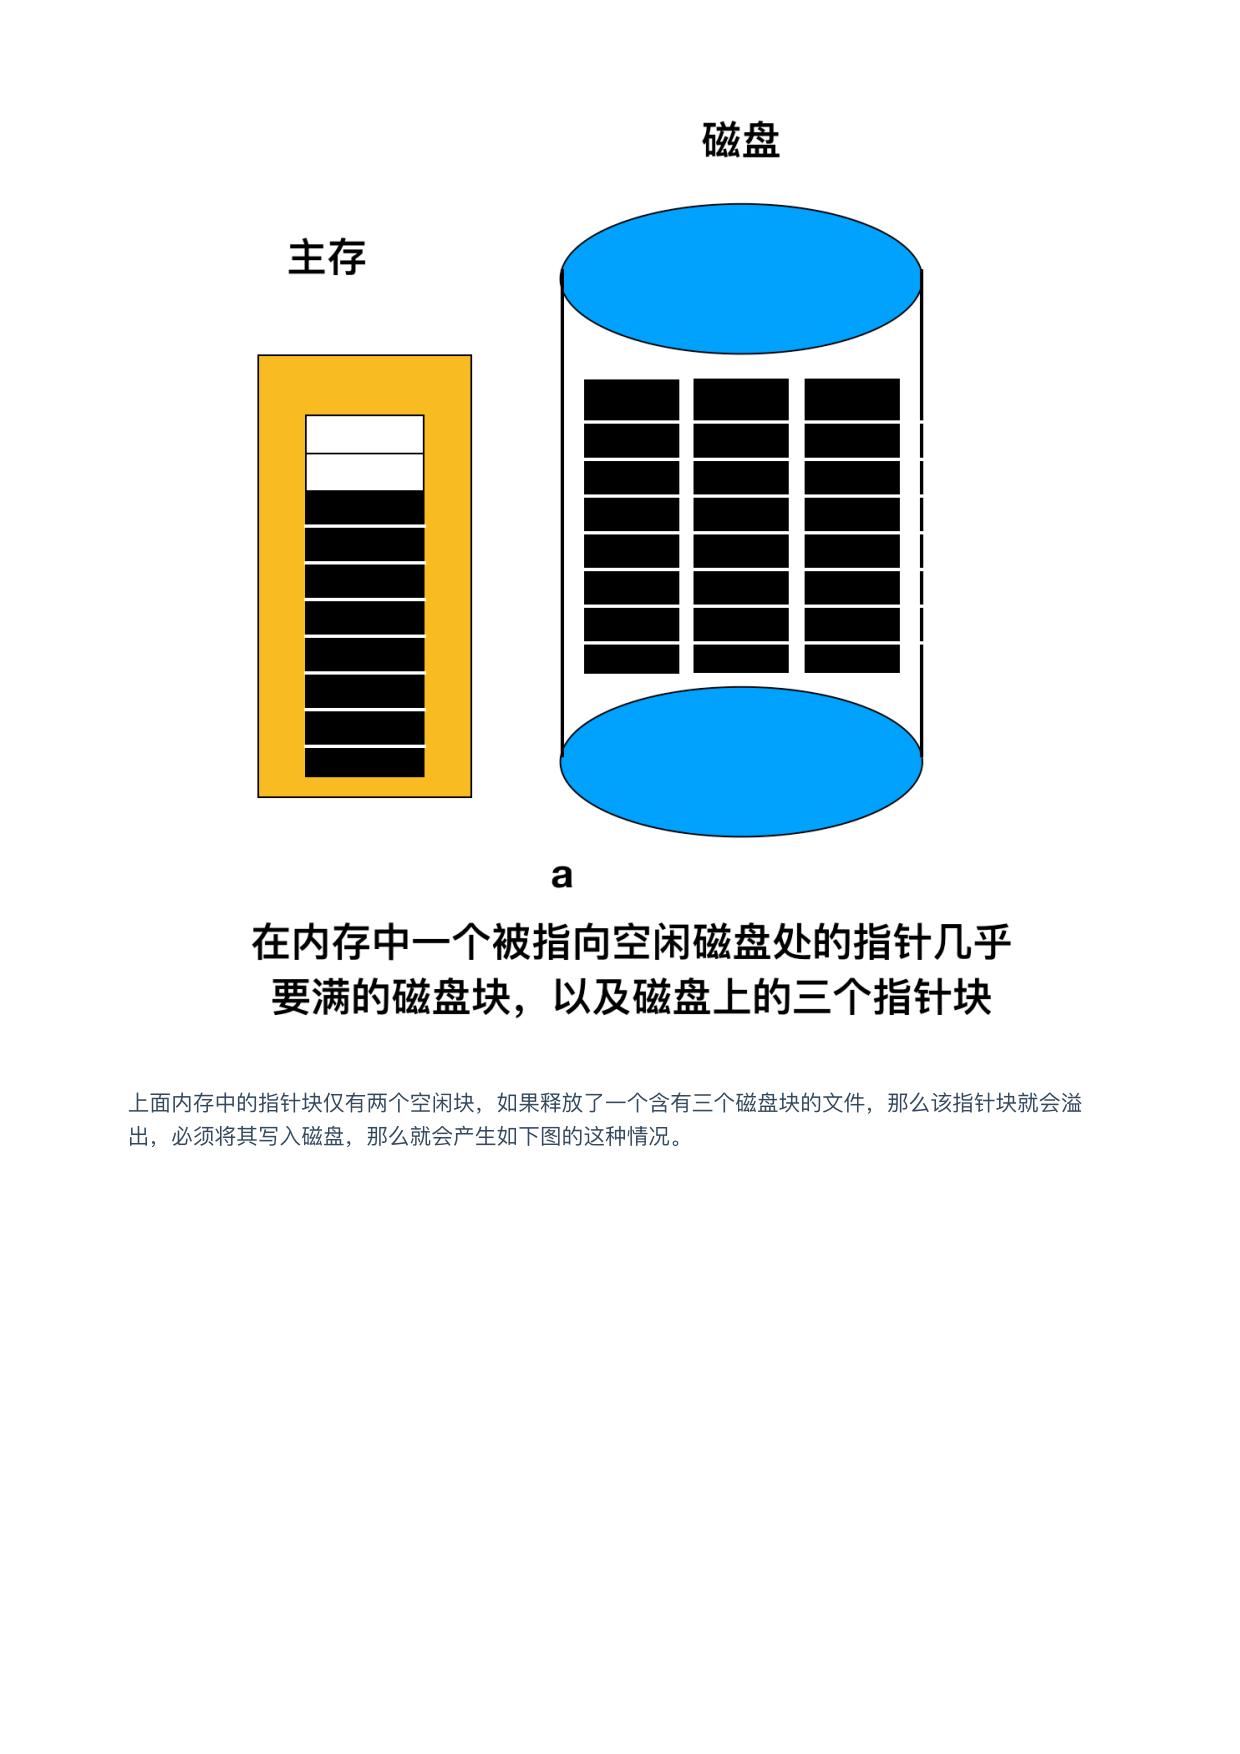 磁盘
主存
a
在内存中一个被指向空闲磁盘处的指针几乎
要满的磁盘块，以及磁盘上的三个指针块
上面内存中的指针块仅有两个空闲块，如果释放了一个含有三个磁盘块的文件，那么该指针块就会溢
出，必须将其写入磁盘，那么就会产生如下图的这种情况。